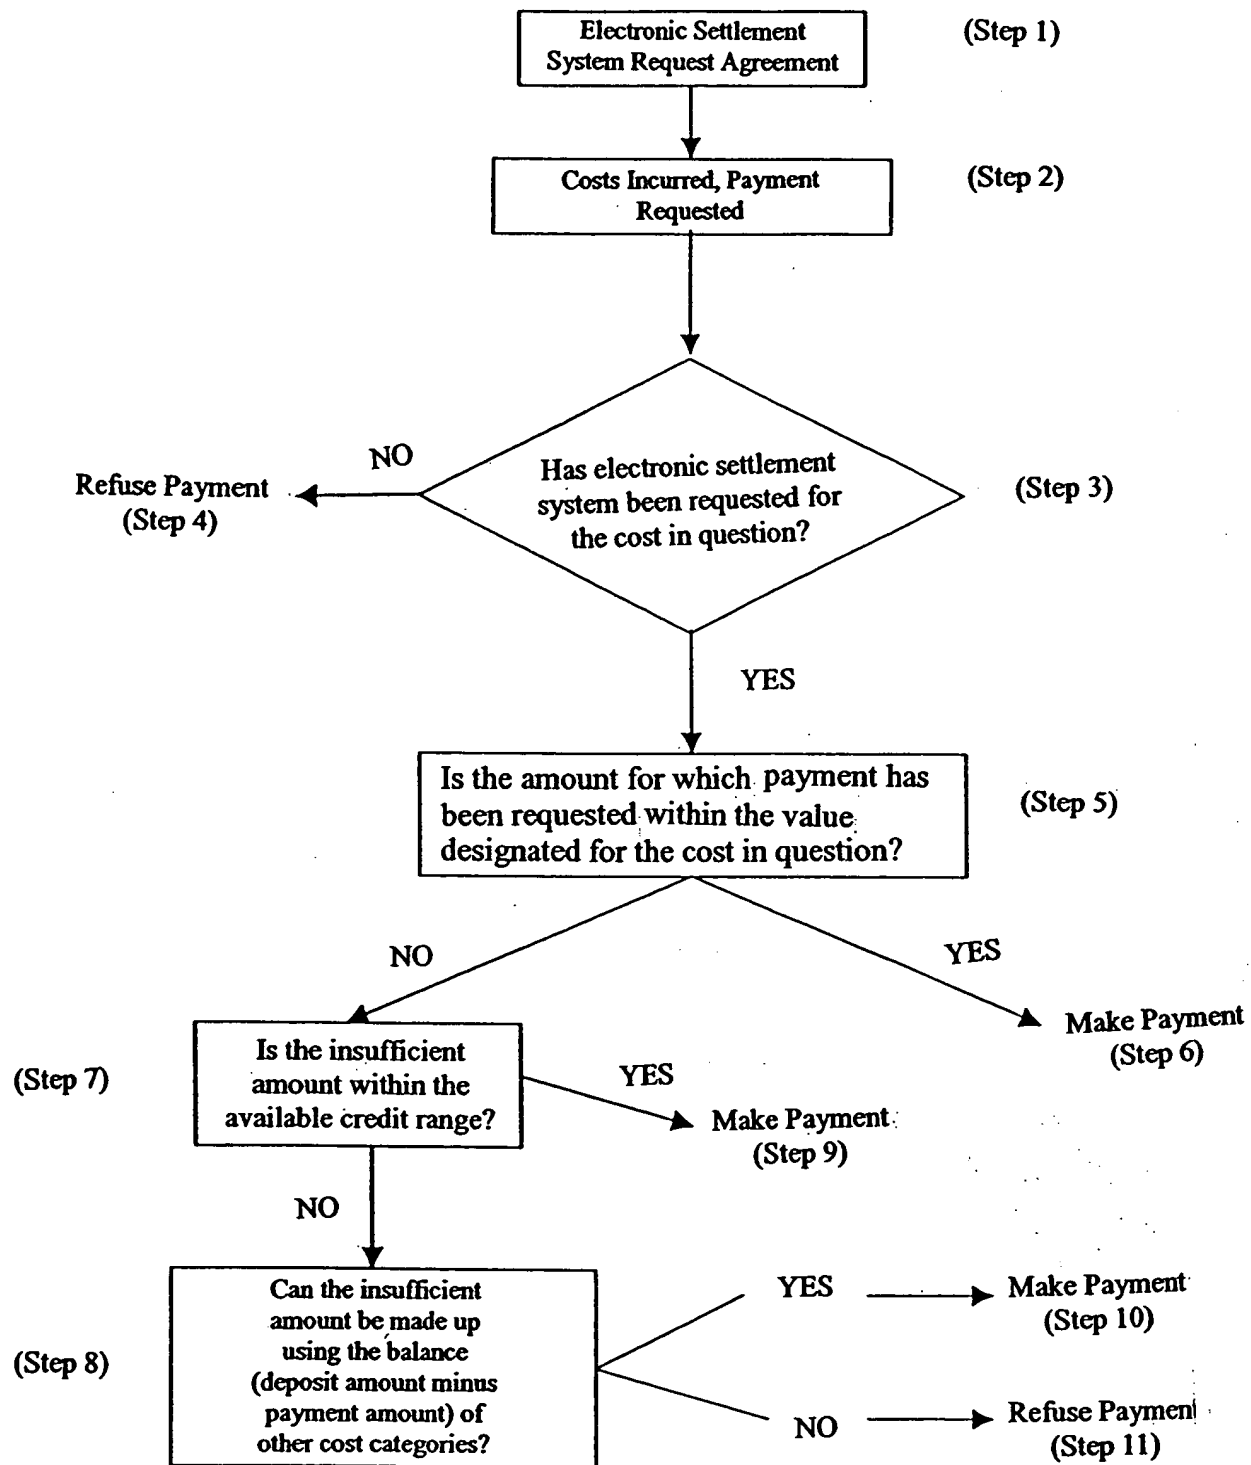 Electronic Settlement
System Request Agreement
(Step 1)
Costs Incurred, Payment
Requested
(Step 2)
NO
Refuse Payment
(Step 4)
Has electronic settlement
system been requested for
the cost in question?
(Step 3)
YES
Is the amount for which payment has
been requested within the value
designated for the cost in question?
(Step 5)
NO
YES
Make Payment
(Step 6)
(Step 7)
Is the insufficient
amount within the
available credit range?
YES
Make Payment
(Step 9)
NO
(Step 8)
Can the insufficient
amount be made up
using the balance
(deposit amount minus
payment amount) of
other cost categories?
YES
Make Payment
(Step 10)
NO
Refuse Payment
(Step 11)